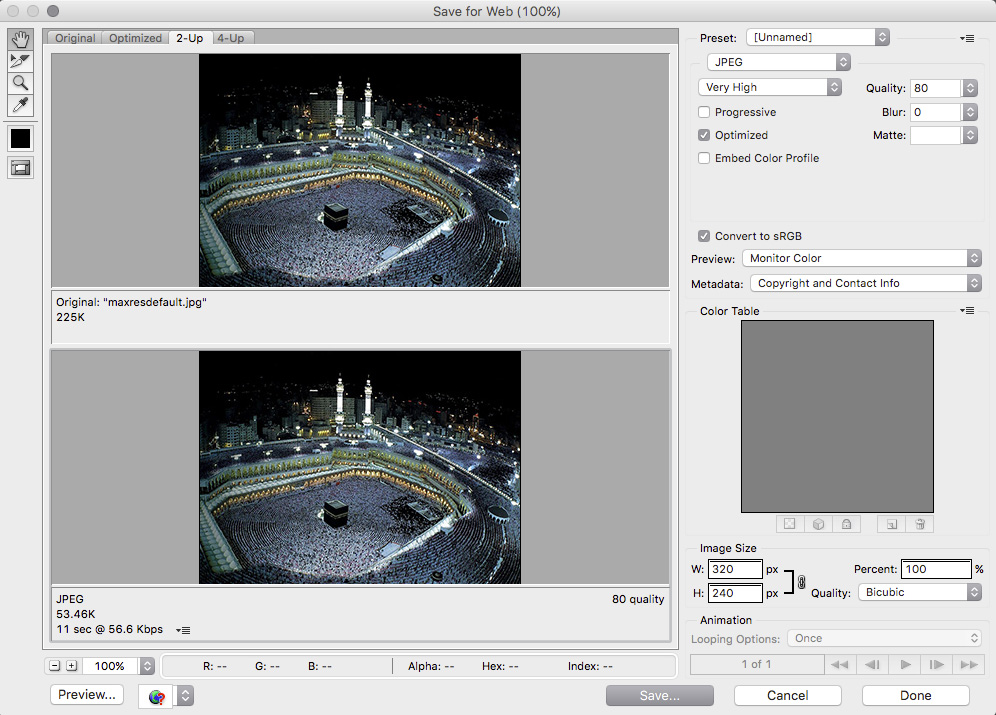 Save for Web (100%)
Original Optimized 2-Up 4-Up
Original: "maxresdefault.jpg"
225K
JPEG 80 quality
53.46K
11 sec @ 56.6 Kbps
100% R: -- G: -- B: -- Alpha: -- Hex: -- Index: --
Preview...
Preset: [Unnamed]
JPEG
Very High Quality: 80
Progressive Blur: 0
Optimized Matte:
Embed Color Profile
Convert to sRGB
Preview: Monitor Color
Metadata: Copyright and Contact Info
Color Table
Image Size
W: 320 px Percent: 100 %
H: 240 px Quality: Bicubic
Animation
Looping Options: Once
1 of 1
Save... Cancel Done